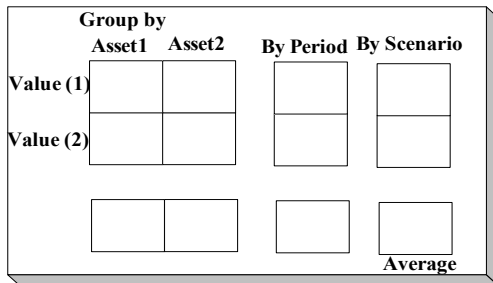 Group by
Asset1 Asset2 By Period By Scenario
Value (1)
Value (2)
Average